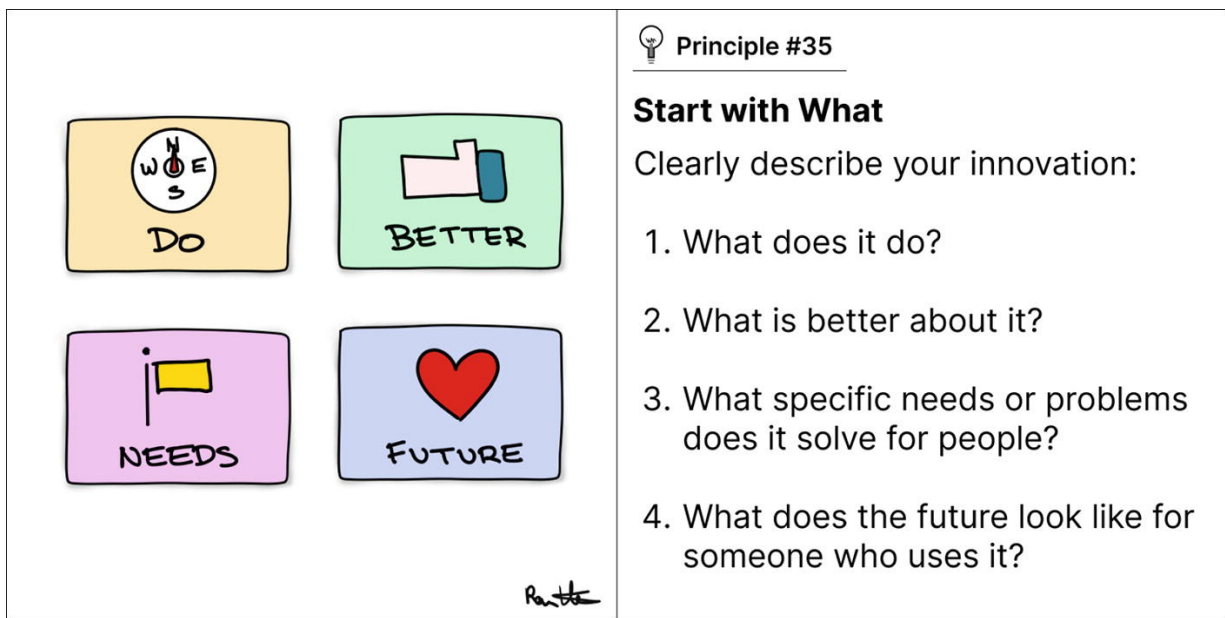 N
W E
S
DO
BETTER
NEEDS
FUTURE
Principle #35
Start with What
Clearly describe your innovation:
1. What does it do?
2. What is better about it?
3. What specific needs or problems
does it solve for people?
4. What does the future look like for
someone who uses it?